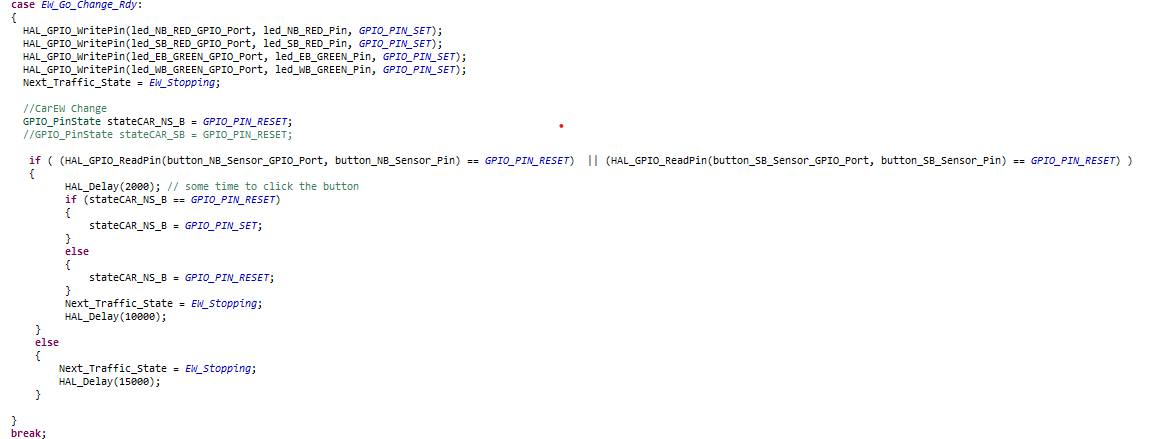 case EW_Go_Change_Rdy:
{
HAL_GPIO_WritePin(led_NB_RED_GPIO_Port, led_NB_RED_Pin, GPIO_PIN_SET);
HAL_GPIO_WritePin(led_SB_RED_GPIO_Port, led_SB_RED_Pin, GPIO_PIN_SET);
HAL_GPIO_WritePin(led_EB_GREEN_GPIO_Port, led_EB_GREEN_Pin, GPIO_PIN_SET);
HAL_GPIO_WritePin(led_WB_GREEN_GPIO_Port, led_WB_GREEN_Pin, GPIO_PIN_SET);
Next_Traffic_State = EW_Stopping;
//CarEW Change
GPIO_PinState stateCAR_NS_B = GPIO_PIN_RESET;
//GPIO_PinState stateCAR_SB = GPIO_PIN_RESET;
if ( (HAL_GPIO_ReadPin(button_NB_Sensor_GPIO_Port, button_NB_Sensor_Pin) == GPIO_PIN_RESET) || (HAL_GPIO_ReadPin(button_SB_Sensor_GPIO_Port, button_SB_Sensor_Pin) == GPIO_PIN_RESET) )
{
HAL_Delay(2000); // some time to click the button
if (stateCAR_NS_B == GPIO_PIN_RESET)
{
stateCAR_NS_B = GPIO_PIN_SET;
}
else
{
stateCAR_NS_B = GPIO_PIN_RESET;
}
Next_Traffic_State = EW_Stopping;
HAL_Delay(10000);
}
else
{
Next_Traffic_State = EW_Stopping;
HAL_Delay(15000);
}
}
break;